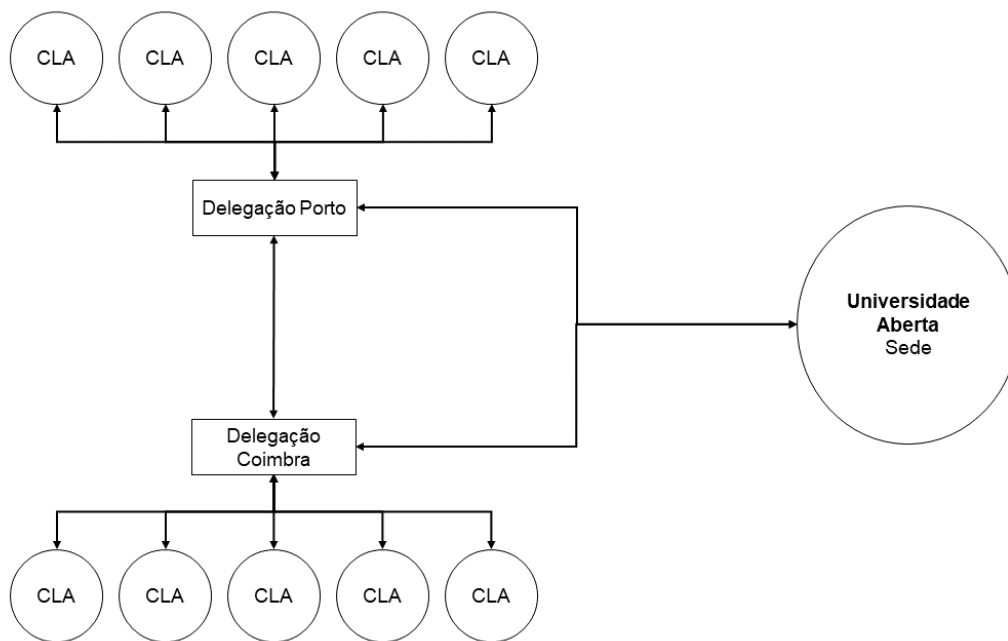 CLA
CLA
CLA
CLA
CLA
Delegação Porto
Universidade
Aberta
Sede
Delegação
Coimbra
CLA
CLA
CLA
CLA
CLA